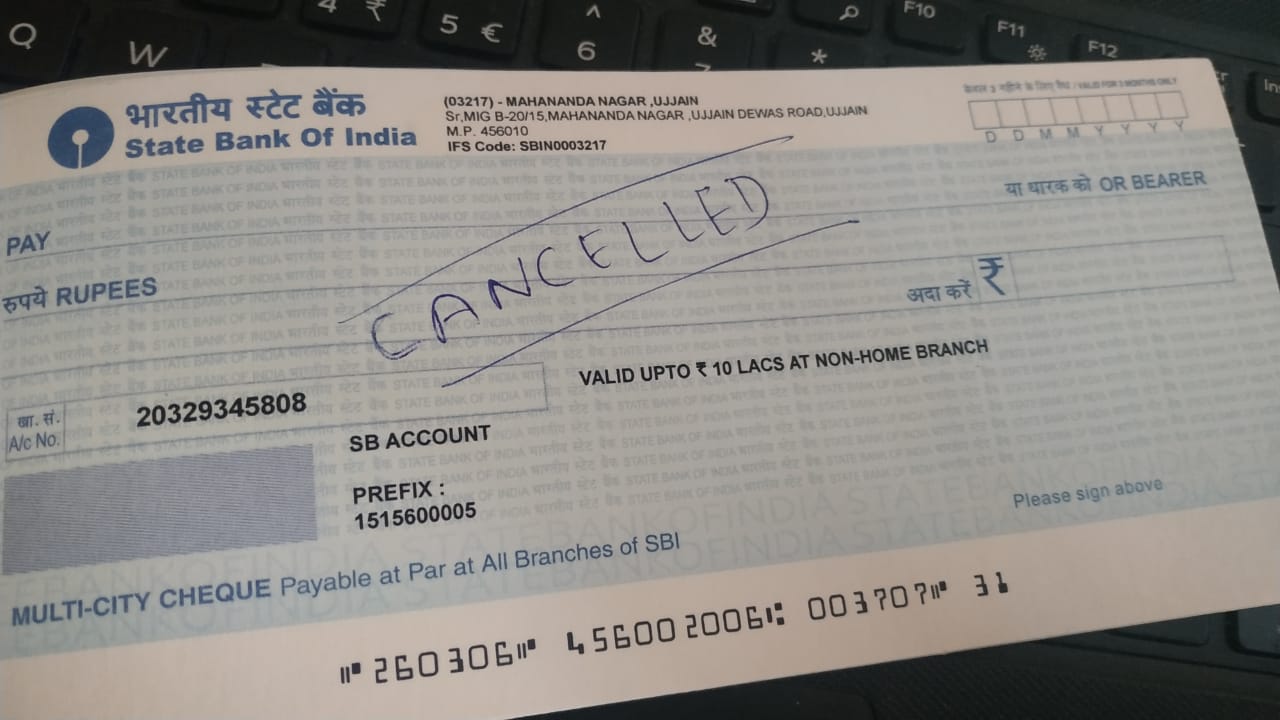 भारतीय स्टेट बैंक
State Bank Of India
(03217) - MAHANANDA NAGAR ,UJJAIN
Sr,MIG B-20/15,MAHANANDA NAGAR ,UJJAIN DEWAS ROAD,UJJAIN
M.P. 456010
IFS Code: SBIN0003217
केवल 3 महीने के लिए वैध / VALID FOR 3 MONTHS ONLY
D D M M Y Y Y Y
PAY
या धारक को OR BEARER
रुपये RUPEES
CANCELLED
अदा करें ₹
खा. सं.
A/c No.
20329345808
VALID UPTO ₹ 10 LACS AT NON-HOME BRANCH
SB ACCOUNT
PREFIX :
1515600005
Please sign above
MULTI-CITY CHEQUE Payable at Par at All Branches of SBI
⑈260306⑈ 456002006⑆ 003707⑈ 31
Q
W
4 ₹
5 €
^
6
&
*
F10
F11
F12